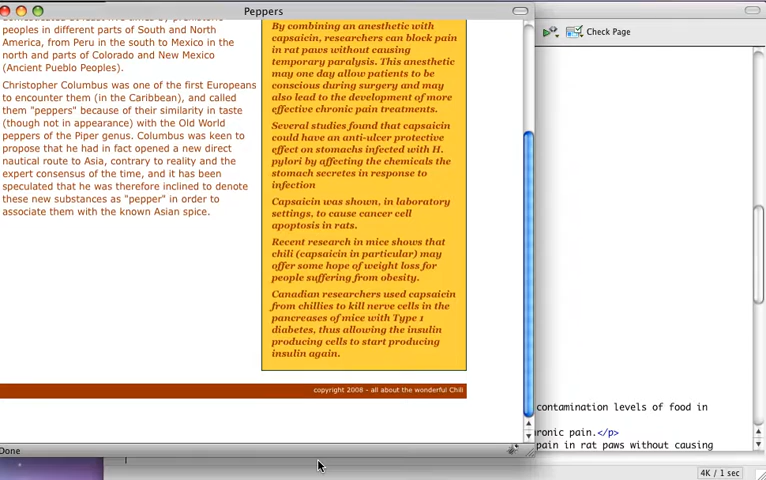 Peppers
domesticated at least five times by prehistoric
peoples in different parts of South and North
America, from Peru in the south to Mexico in the
north and parts of Colorado and New Mexico
(Ancient Pueblo Peoples).
Christopher Columbus was one of the first Europeans
to encounter them (in the Caribbean), and called
them "peppers" because of their similarity in taste
(though not in appearance) with the Old World
peppers of the Piper genus. Columbus was keen to
propose that he had in fact opened a new direct
nautical route to Asia, contrary to reality and the
expert consensus of the time, and it has been
speculated that he was therefore inclined to denote
these new substances as "pepper" in order to
associate them with the known Asian spice.
By combining an anesthetic with
capsaicin, researchers can block pain
in rat paws without causing
temporary paralysis. This anesthetic
may one day allow patients to be
conscious during surgery and may
also lead to the development of more
effective chronic pain treatments.
Several studies found that capsaicin
could have an anti-ulcer protective
effect on stomachs infected with H.
pylori by affecting the chemicals the
stomach secretes in response to
infection
Capsaicin was shown, in laboratory
settings, to cause cancer cell
apoptosis in rats.
Recent research in mice shows that
chili (capsaicin in particular) may
offer some hope of weight loss for
people suffering from obesity.
Canadian researchers used capsaicin
from chillies to kill nerve cells in the
pancreases of mice with Type 1
diabetes, thus allowing the insulin
producing cells to start producing
insulin again.
copyright 2008 - all about the wonderful Chili
Done
Check Page
contamination levels of food in
ronic pain.</p>
pain in rat paws without causing
4K / 1 sec